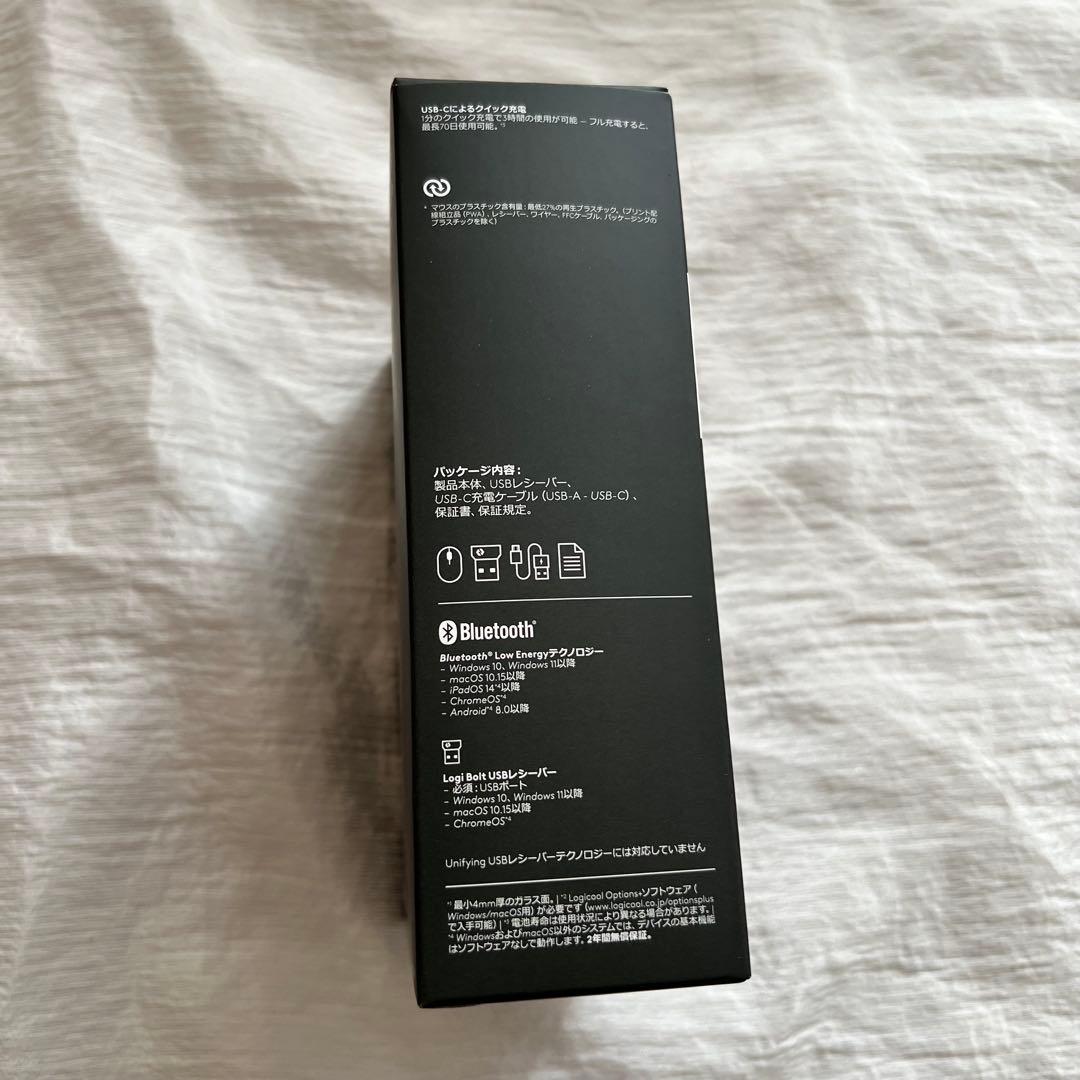 USB-Cによるクイック充電
1分のクイック充電で3時間の使用が可能 – フル充電すると、
最長70日使用可能。*3
* マウスのプラスチック含有量：最低27%の再生プラスチック。（プリント配
線組立品（PWA）、レシーバー、ワイヤー、FFCケーブル、パッケージングの
プラスチックを除く）
パッケージ内容：
製品本体、USBレシーバー、
USB-C充電ケーブル（USB-A - USB-C）、
保証書、保証規定。
Bluetooth®
Bluetooth® Low Energyテクノロジー
– Windows 10、Windows 11以降
– macOS 10.15以降
– iPadOS 14*4以降
– ChromeOS*4
– Android*4 8.0以降
Logi Bolt USBレシーバー
– 必須：USBポート
– Windows 10、Windows 11以降
– macOS 10.15以降
– ChromeOS*4
Unifying USBレシーバーテクノロジーには対応していません
*1 最小4mm厚のガラス面。| *2 Logicool Options+ソフトウェア（
Windows/macOS用）が必要です（www.logicool.co.jp/optionsplus
で入手可能）| *3 電池寿命は使用状況により異なる場合があります。|
*4 WindowsおよびmacOS以外のシステムでは、デバイスの基本機能
はソフトウェアなしで動作します。2年間無償保証。